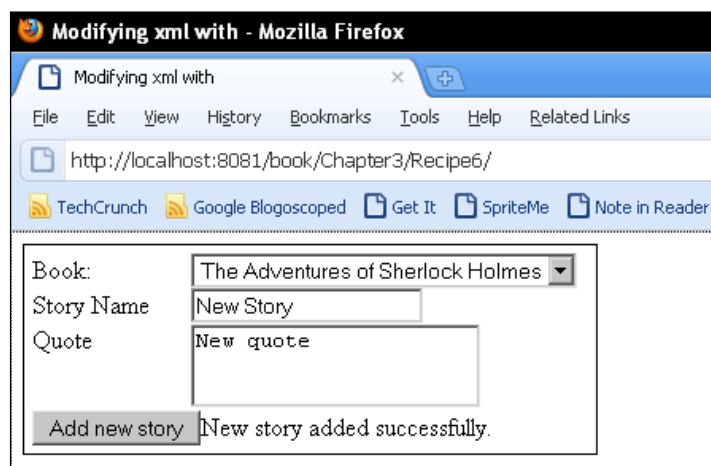 Modifying xml with - Mozilla Firefox
Modifying xml with
File Edit View History Bookmarks Tools Help Related Links
http://localhost:8081/book/Chapter3/Recipe6/
TechCrunch Google Blogoscoped Get It SpriteMe Note in Reader
Book: The Adventures of Sherlock Holmes
Story Name New Story
Quote New quote
Add new story New story added successfully.